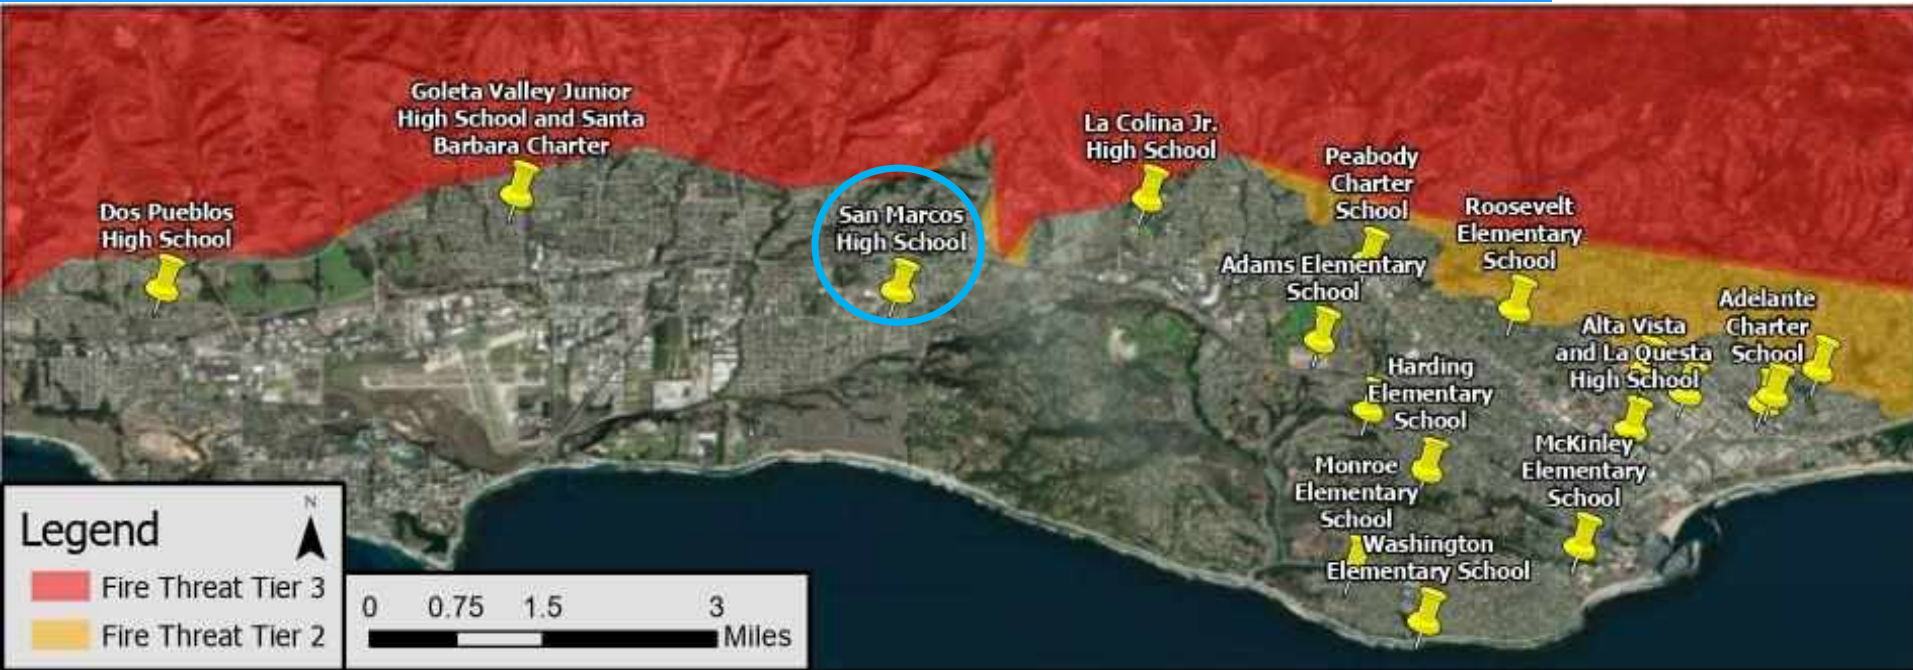 Goleta Valley Junior
High School and Santa
Barbara Charter
La Colina Jr.
High School
Peabody
Charter
School
Dos Pueblos
High School
San Marcos
High School
Roosevelt
Elementary
School
Adams Elementary
School
Adelante
Charter
School
Alta Vista
and La Questa
High School
Harding
Elementary
School
McKinley
Elementary
School
Monroe
Elementary
School
Washington
Elementary School
Legend
N
Fire Threat Tier 3
Fire Threat Tier 2
0 0.75 1.5 3
Miles